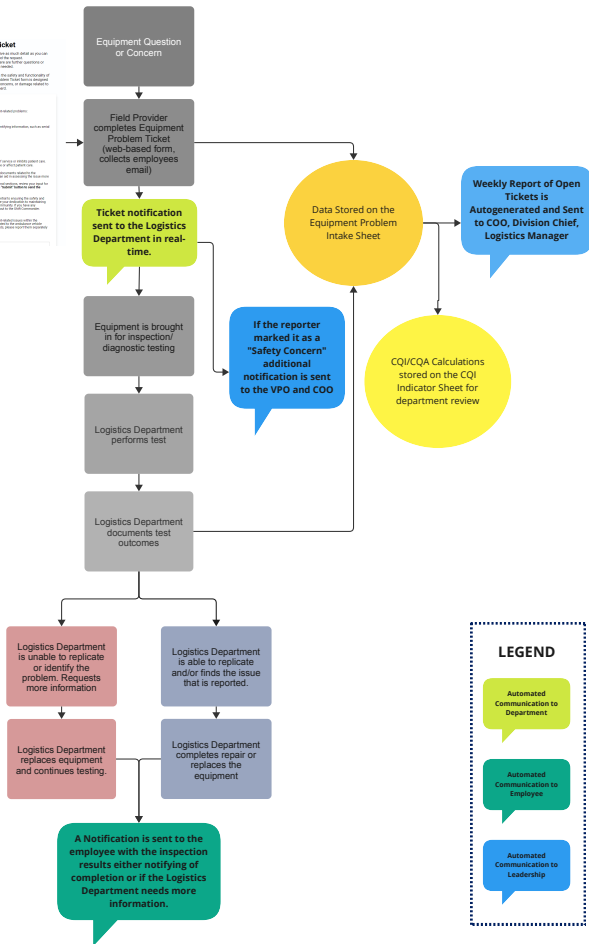 Equipment Question
or Concern
icket
Field Provider
completes Equipment
Problem Ticket
(web-based form,
collects employees
email)
Ticket notification
sent to the Logistics
Department in real-
time.
Data Stored on the
Equipment Problem
Intake Sheet
Weekly Report of Open
Tickets is
Autogenerated and Sent
to COO, Division Chief,
Logistics Manager
Equipment is brought
in for inspection/
diagnostic testing
If the reporter
marked it as a
"Safety Concern"
additional
notification is sent
to the VPO and COO
CQI/CQA Calculations
stored on the CQI
Indicator Sheet for
department review
Logistics Department
performs test
Logistics Department
documents test
outcomes
Logistics Department
is unable to replicate
or identify the
problem. Requests
more information
Logistics Department
is able to replicate
and/or finds the issue
that is reported.
Logistics Department
replaces equipment
and continues testing.
Logistics Department
completes repair or
replaces the
equipment
A Notification is sent to the
employee with the inspection
results either notifying of
completion or if the Logistics
Department needs more
information.
LEGEND
Automated
Communication to
Department
Automated
Communication to
Employee
Automated
Communication to
Leadership